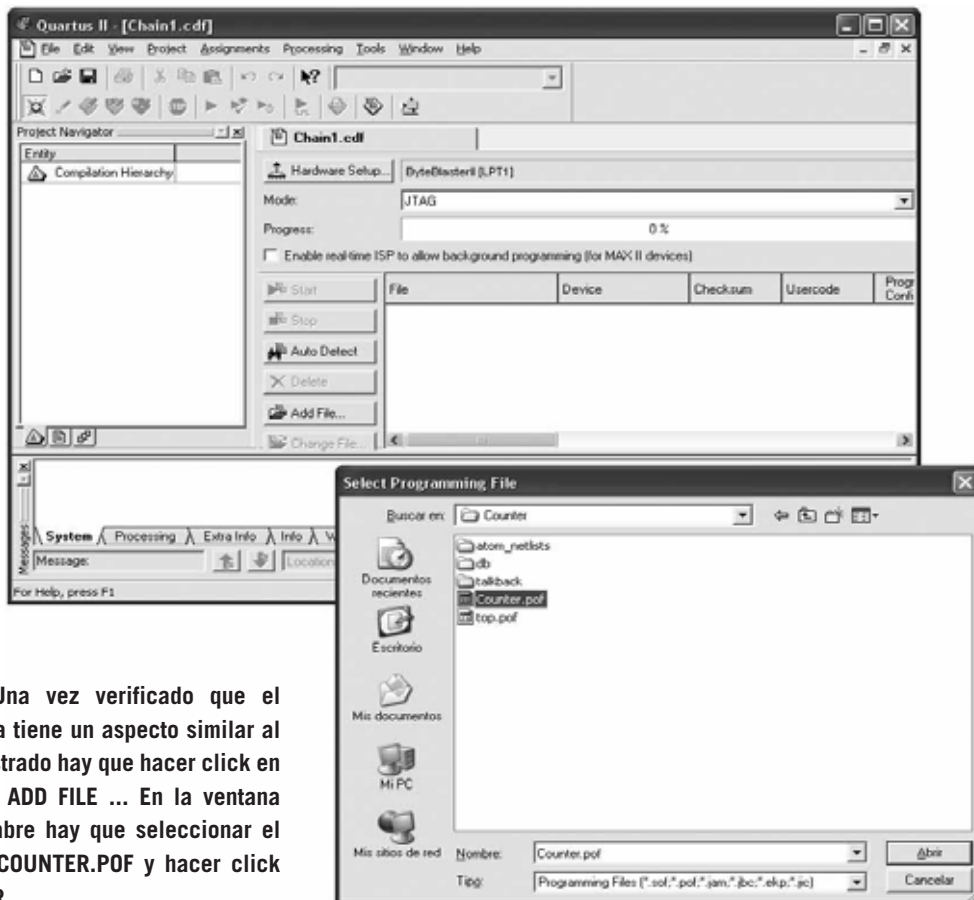 Quartus II - [Chain1.cdf]
File Edit View Project Assignments Processing Tools Window Help
Project Navigator
Entity
Compilation Hierarchy
Chain1.cdf
Hardware Setup...
ByteBlasterII [LPT1]
Mode:
JTAG
Progress:
0 %
Enable real-time ISP to allow background programming (for MAX II devices)
Start
Stop
Auto Detect
Delete
Add File...
Change File...
File Device Checksum Usercode
System Processing Extra Info Info
Messages
Message:
Location
For Help, press F1
Select Programming File
Buscar en:
Counter
Documentos recientes
Escritorio
Mis documentos
Mi PC
Mis sitios de red
atom_netlists
db
talkback
Counter.pof
top.pof
Nombre:
Counter.pof
Abrir
Tipo:
Programming Files (*.sof;*.pof;*.jam;*.jbc;*.ekp;*.jic)
Cancelar
Una vez verificado que el
tiene un aspecto similar al
hay que hacer click en
ADD FILE ... En la ventana
hay que seleccionar el
COUNTER.POF y hacer click